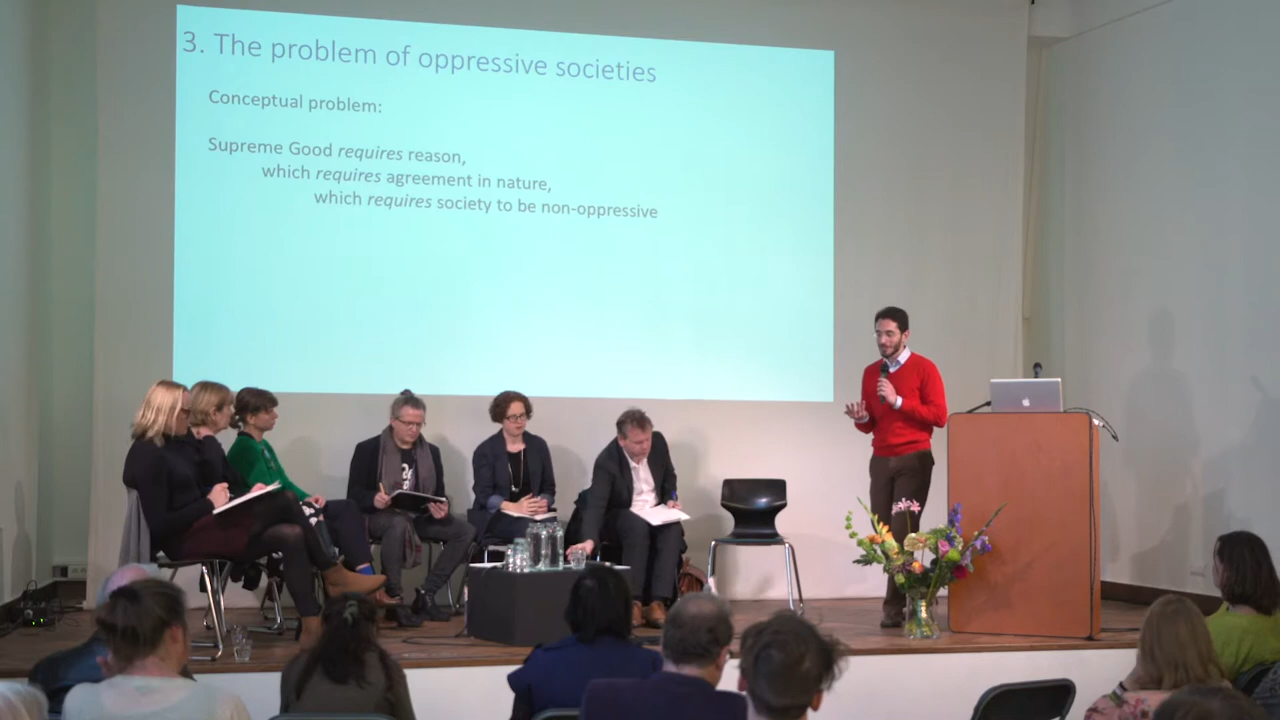 3. The problem of oppressive societies
Conceptual problem:
Supreme Good requires reason,
which requires agreement in nature,
which requires society to be non-oppressive